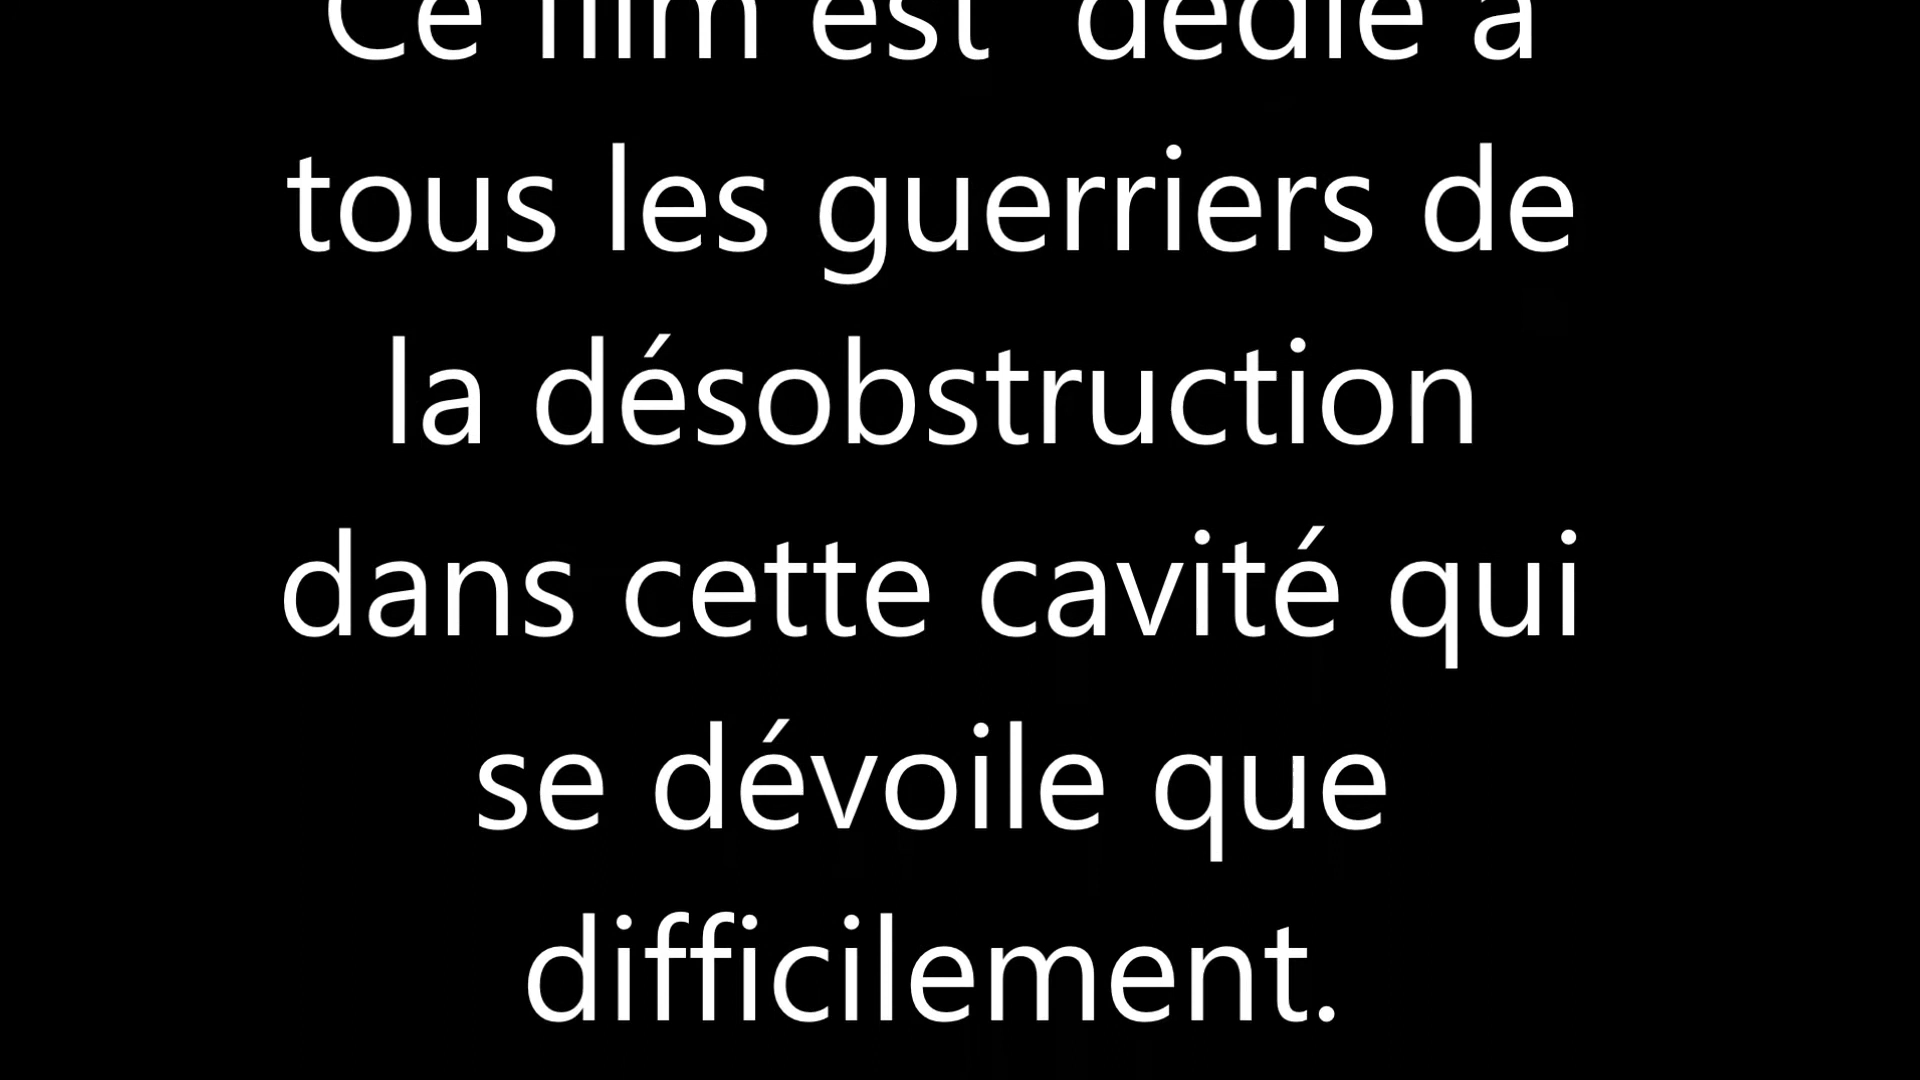 Ce film est dédié à
tous les guerriers de
la désobstruction
dans cette cavité qui
se dévoile que
difficilement.